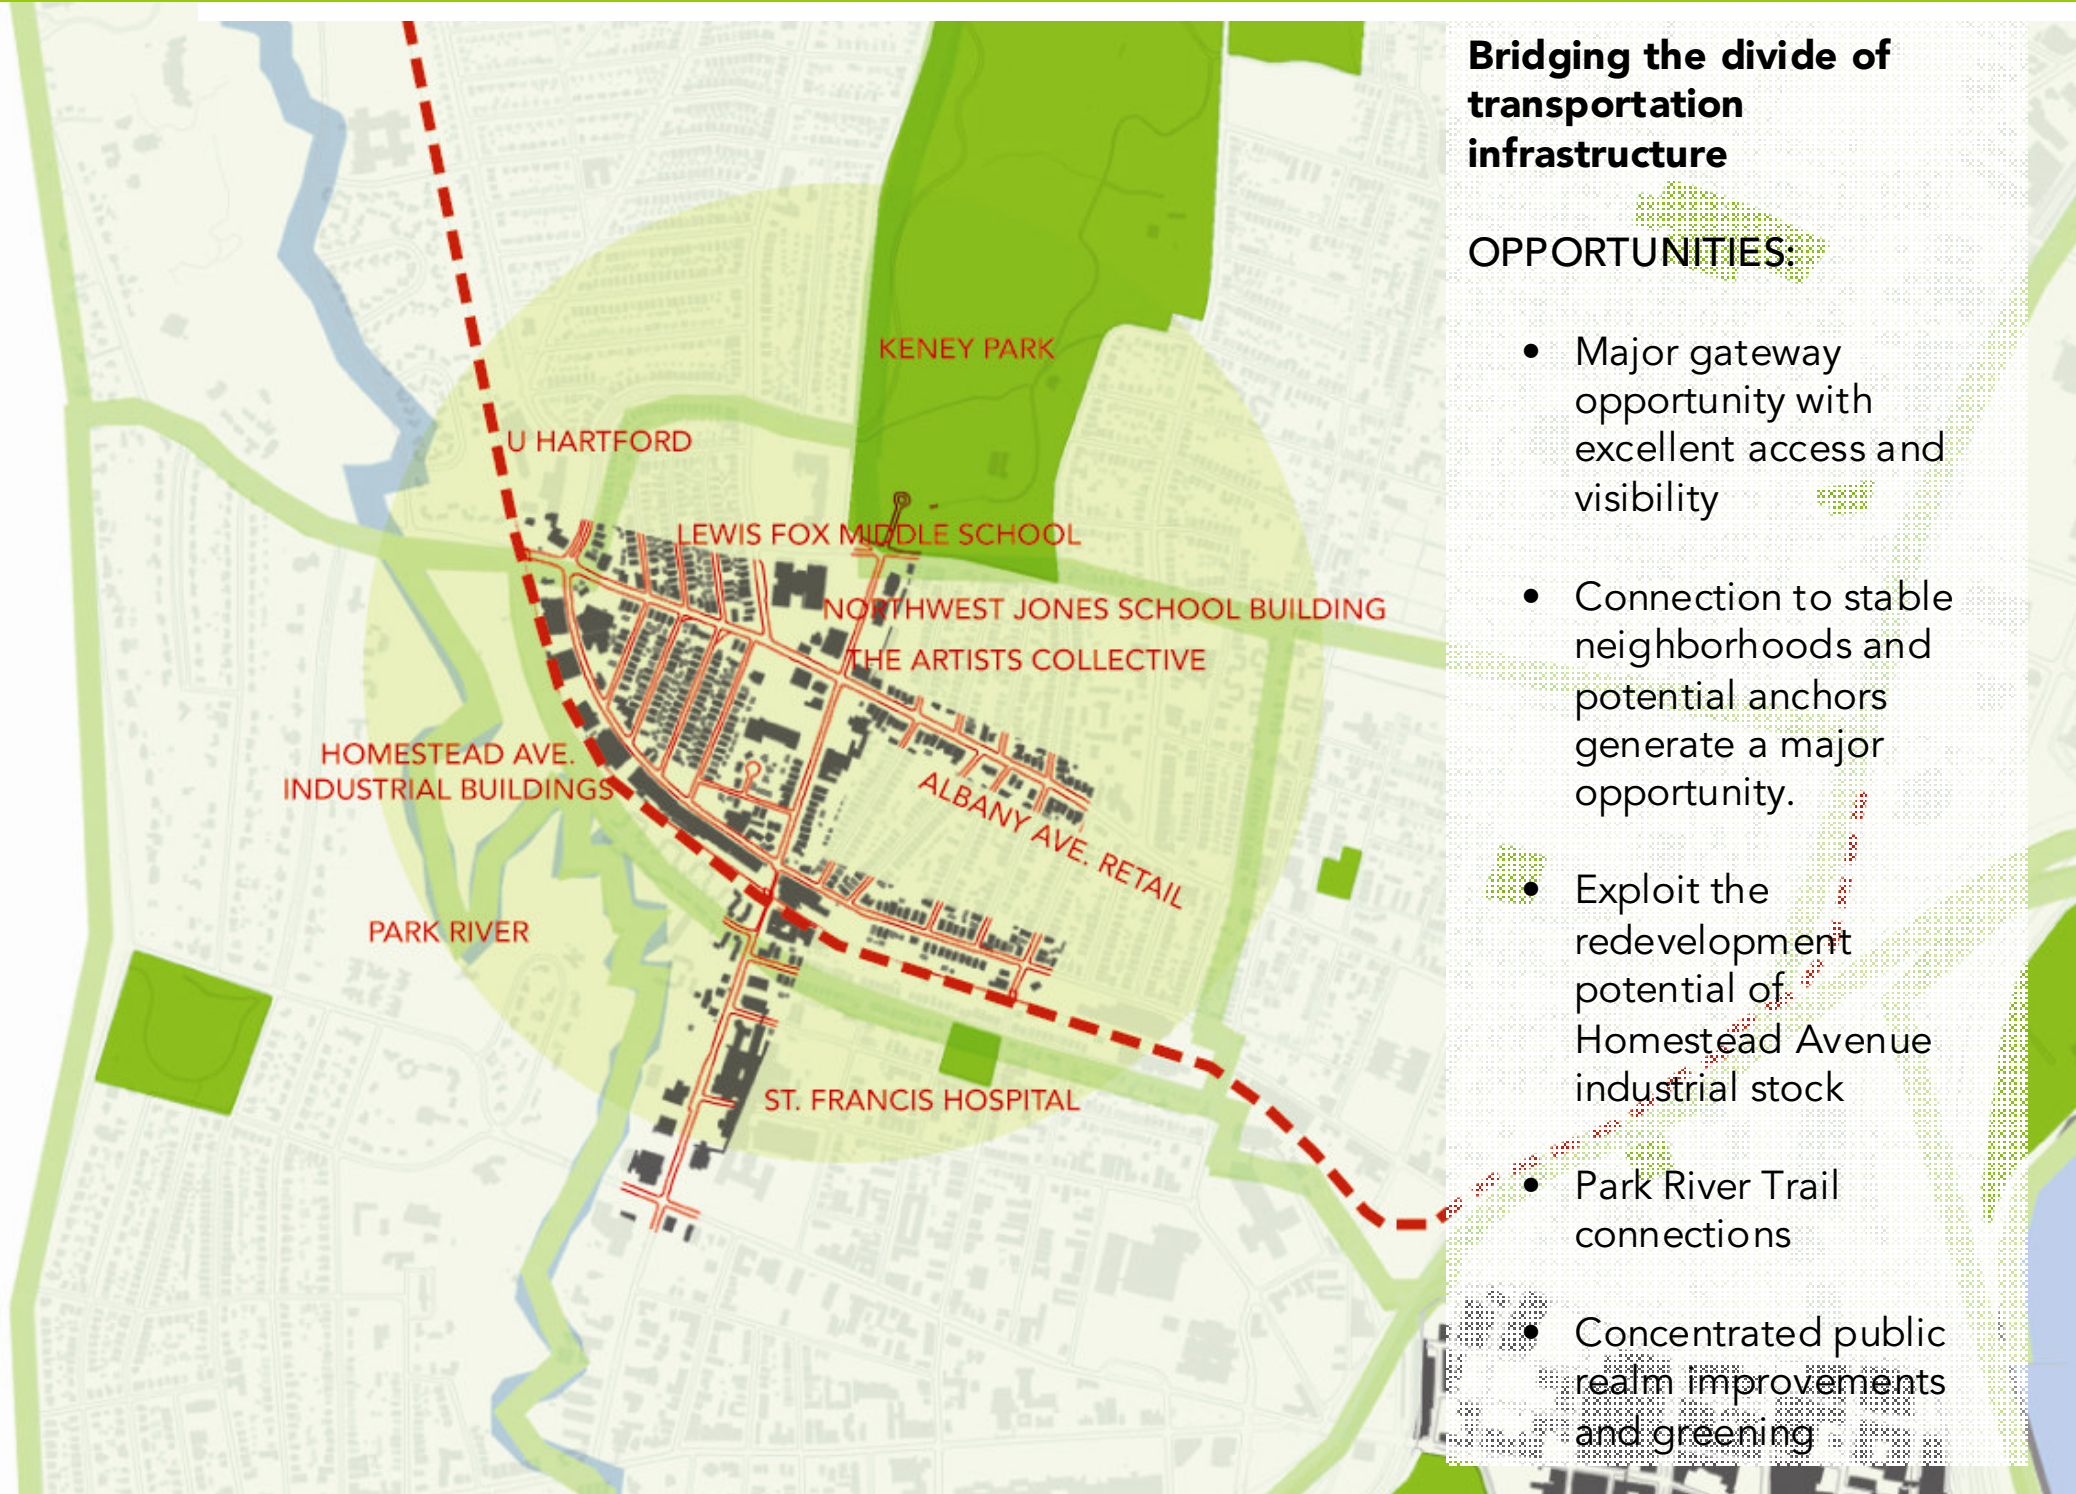 KENEY PARK
U HARTFORD
LEWIS FOX MIDDLE SCHOOL
NORTHWEST JONES SCHOOL BUILDING
THE ARTISTS COLLECTIVE
HOMESTEAD AVE.
INDUSTRIAL BUILDINGS
ALBANY AVE. RETAIL
PARK RIVER
ST. FRANCIS HOSPITAL
Bridging the divide of
transportation
infrastructure
OPPORTUNITIES:
• Major gateway
opportunity with
excellent access and
visibility
• Connection to stable
neighborhoods and
potential anchors
generate a major
opportunity.
• Exploit the
redevelopment
potential of
Homestead Avenue
industrial stock
• Park River Trail
connections
• Concentrated public
realm improvements
and greening